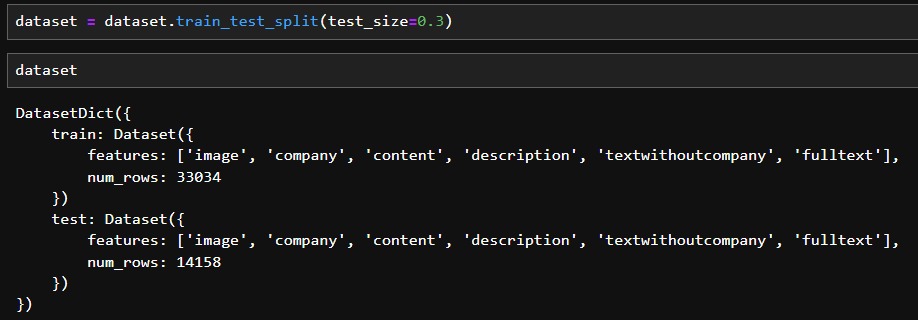 dataset = dataset.train_test_split(test_size=0.3)
dataset
DatasetDict({
    train: Dataset({
        features: ['image', 'company', 'content', 'description', 'textwithoutcompany', 'fulltext'],
        num_rows: 33034
    })
    test: Dataset({
        features: ['image', 'company', 'content', 'description', 'textwithoutcompany', 'fulltext'],
        num_rows: 14158
    })
})